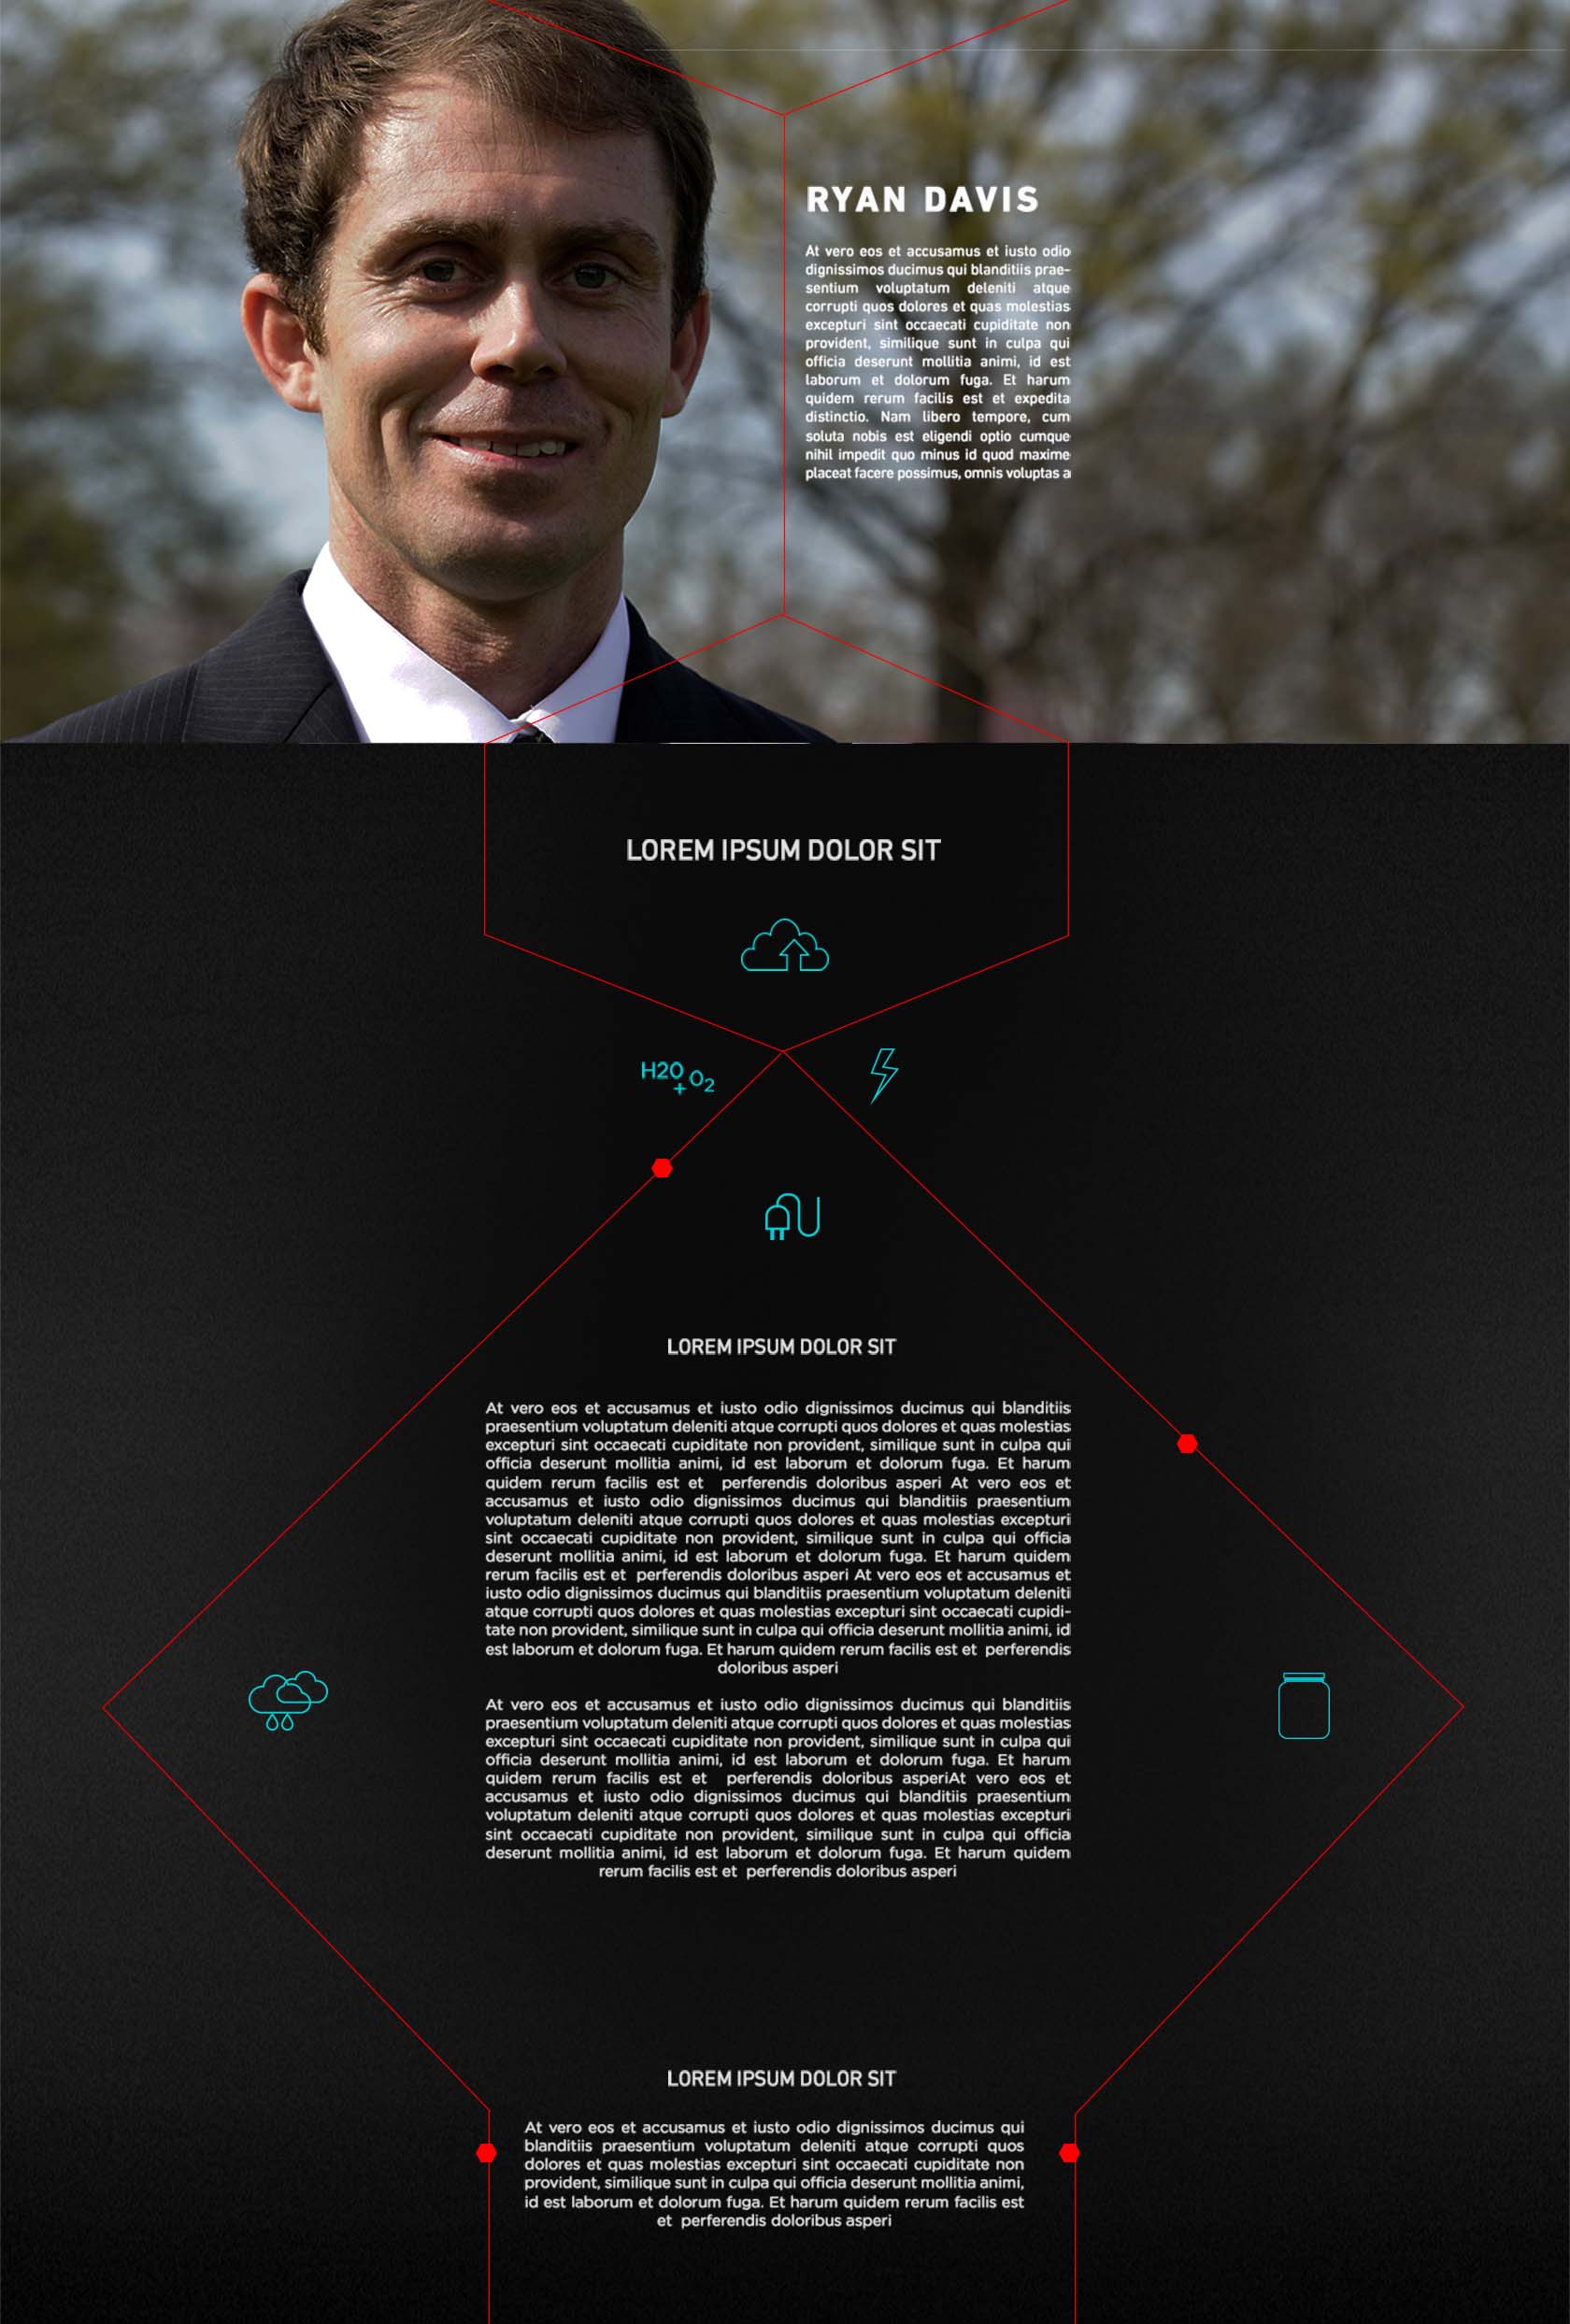 RYAN DAVIS
At vero eos et accusamus et iusto odio
dignissimos ducimus qui blanditiis prae-
sentium voluptatum deleniti atque
corrupti quos dolores et quas molestias
excepturi sint occaecati cupiditate non
provident, similique sunt in culpa qui
officia deserunt mollitia animi, id est
laborum et dolorum fuga. Et harum
quidem rerum facilis est et expedita
distinctio. Nam libero tempore, cum
soluta nobis est eligendi optio cumque
nihil impedit quo minus id quod maxime
placeat facere possimus, omnis voluptas a
LOREM IPSUM DOLOR SIT
H2O + O2
LOREM IPSUM DOLOR SIT
At vero eos et accusamus et iusto odio dignissimos ducimus qui blanditiis
praesentium voluptatum deleniti atque corrupti quos dolores et quas molestias
excepturi sint occaecati cupiditate non provident, similique sunt in culpa qui
officia deserunt mollitia animi, id est laborum et dolorum fuga. Et harum
quidem rerum facilis est et perferendis doloribus asperi At vero eos et
accusamus et iusto odio dignissimos ducimus qui blanditiis praesentium
voluptatum deleniti atque corrupti quos dolores et quas molestias excepturi
sint occaecati cupiditate non provident, similique sunt in culpa qui officia
deserunt mollitia animi, id est laborum et dolorum fuga. Et harum quidem
rerum facilis est et perferendis doloribus asperi At vero eos et accusamus et
iusto odio dignissimos ducimus qui blanditiis praesentium voluptatum deleniti
atque corrupti quos dolores et quas molestias excepturi sint occaecati cupidi-
tate non provident, similique sunt in culpa qui officia deserunt mollitia animi, id
est laborum et dolorum fuga. Et harum quidem rerum facilis est et perferendis
doloribus asperi
At vero eos et accusamus et iusto odio dignissimos ducimus qui blanditiis
praesentium voluptatum deleniti atque corrupti quos dolores et quas molestias
excepturi sint occaecati cupiditate non provident, similique sunt in culpa qui
officia deserunt mollitia animi, id est laborum et dolorum fuga. Et harum
quidem rerum facilis est et perferendis doloribus asperiAt vero eos et
accusamus et iusto odio dignissimos ducimus qui blanditiis praesentium
voluptatum deleniti atque corrupti quos dolores et quas molestias excepturi
sint occaecati cupiditate non provident, similique sunt in culpa qui officia
deserunt mollitia animi, id est laborum et dolorum fuga. Et harum quidem
rerum facilis est et perferendis doloribus asperi
LOREM IPSUM DOLOR SIT
At vero eos et accusamus et iusto odio dignissimos ducimus qui
blanditiis praesentium voluptatum deleniti atque corrupti quos
dolores et quas molestias excepturi sint occaecati cupiditate non
provident, similique sunt in culpa qui officia deserunt mollitia animi,
id est laborum et dolorum fuga. Et harum quidem rerum facilis est
et perferendis doloribus asperi